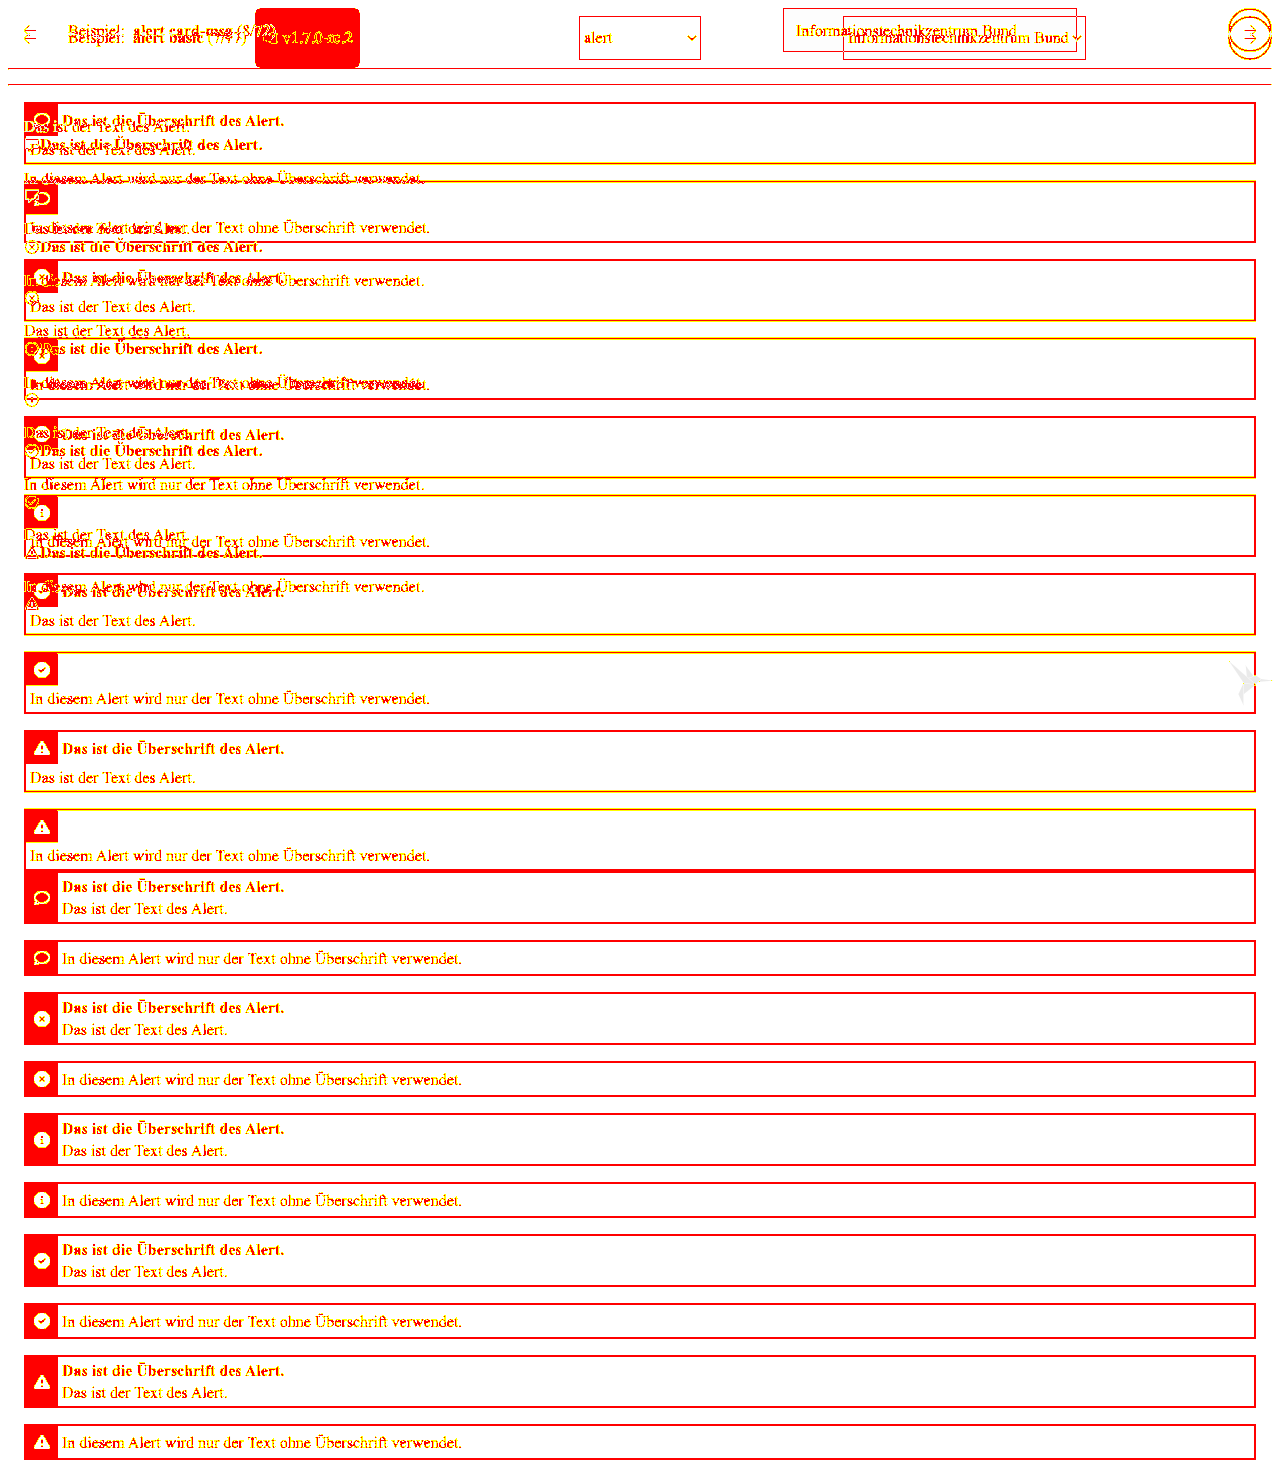 Beispiel: alert
v1.7.0-rc.2
alert
Informationstechnikzentrum Bund
Informationstechnikzentrum Bund
Das ist die Überschrift des Alert.
Das ist der Text des Alert.
Das ist die Überschrift des Alert.
Das ist der Text des Alert.
In diesem Alert wird nur der Text ohne Überschrift verwendet.
In diesem Alert wird nur der Text ohne Überschrift verwendet.
Das ist die Überschrift des Alert.
Das ist die Überschrift des Alert.
In diesem Alert wird nur der Text ohne Überschrift verwendet.
Das ist der Text des Alert.
Das ist der Text des Alert.
Das ist die Überschrift des Alert.
In diesem Alert wird nur der Text ohne Überschrift verwendet.
In diesem Alert wird nur der Text ohne Überschrift verwendet.
Das ist der Text des Alert.
Das ist die Überschrift des Alert.
Das ist die Überschrift des Alert.
Das ist der Text des Alert.
In diesem Alert wird nur der Text ohne Überschrift verwendet.
Das ist der Text des Alert.
In diesem Alert wird nur der Text ohne Überschrift verwendet.
Das ist die Überschrift des Alert.
In diesem Alert wird nur der Text ohne Überschrift verwendet.
Das ist die Überschrift des Alert.
Das ist der Text des Alert.
In diesem Alert wird nur der Text ohne Überschrift verwendet.
Das ist die Überschrift des Alert.
Das ist der Text des Alert.
In diesem Alert wird nur der Text ohne Überschrift verwendet.
Das ist die Überschrift des Alert.
Das ist der Text des Alert.
In diesem Alert wird nur der Text ohne Überschrift verwendet.
Das ist die Überschrift des Alert.
Das ist der Text des Alert.
In diesem Alert wird nur der Text ohne Überschrift verwendet.
Das ist die Überschrift des Alert.
Das ist der Text des Alert.
In diesem Alert wird nur der Text ohne Überschrift verwendet.
Das ist die Überschrift des Alert.
Das ist der Text des Alert.
In diesem Alert wird nur der Text ohne Überschrift verwendet.
Das ist die Überschrift des Alert.
Das ist der Text des Alert.
In diesem Alert wird nur der Text ohne Überschrift verwendet.